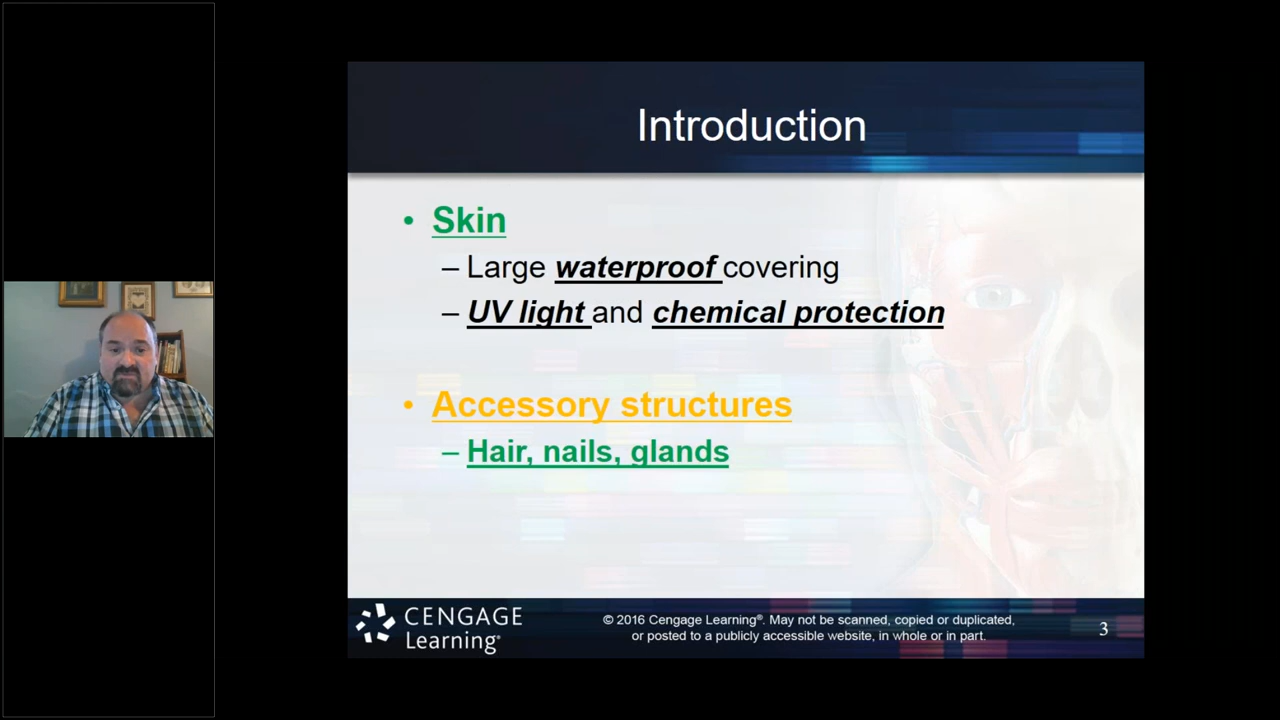 Introduction
• Skin
– Large waterproof covering
– UV light and chemical protection
• Accessory structures
– Hair, nails, glands
CENGAGE
Learning®
© 2016 Cengage Learning®. May not be scanned, copied or duplicated,
or posted to a publicly accessible website, in whole or in part.
3